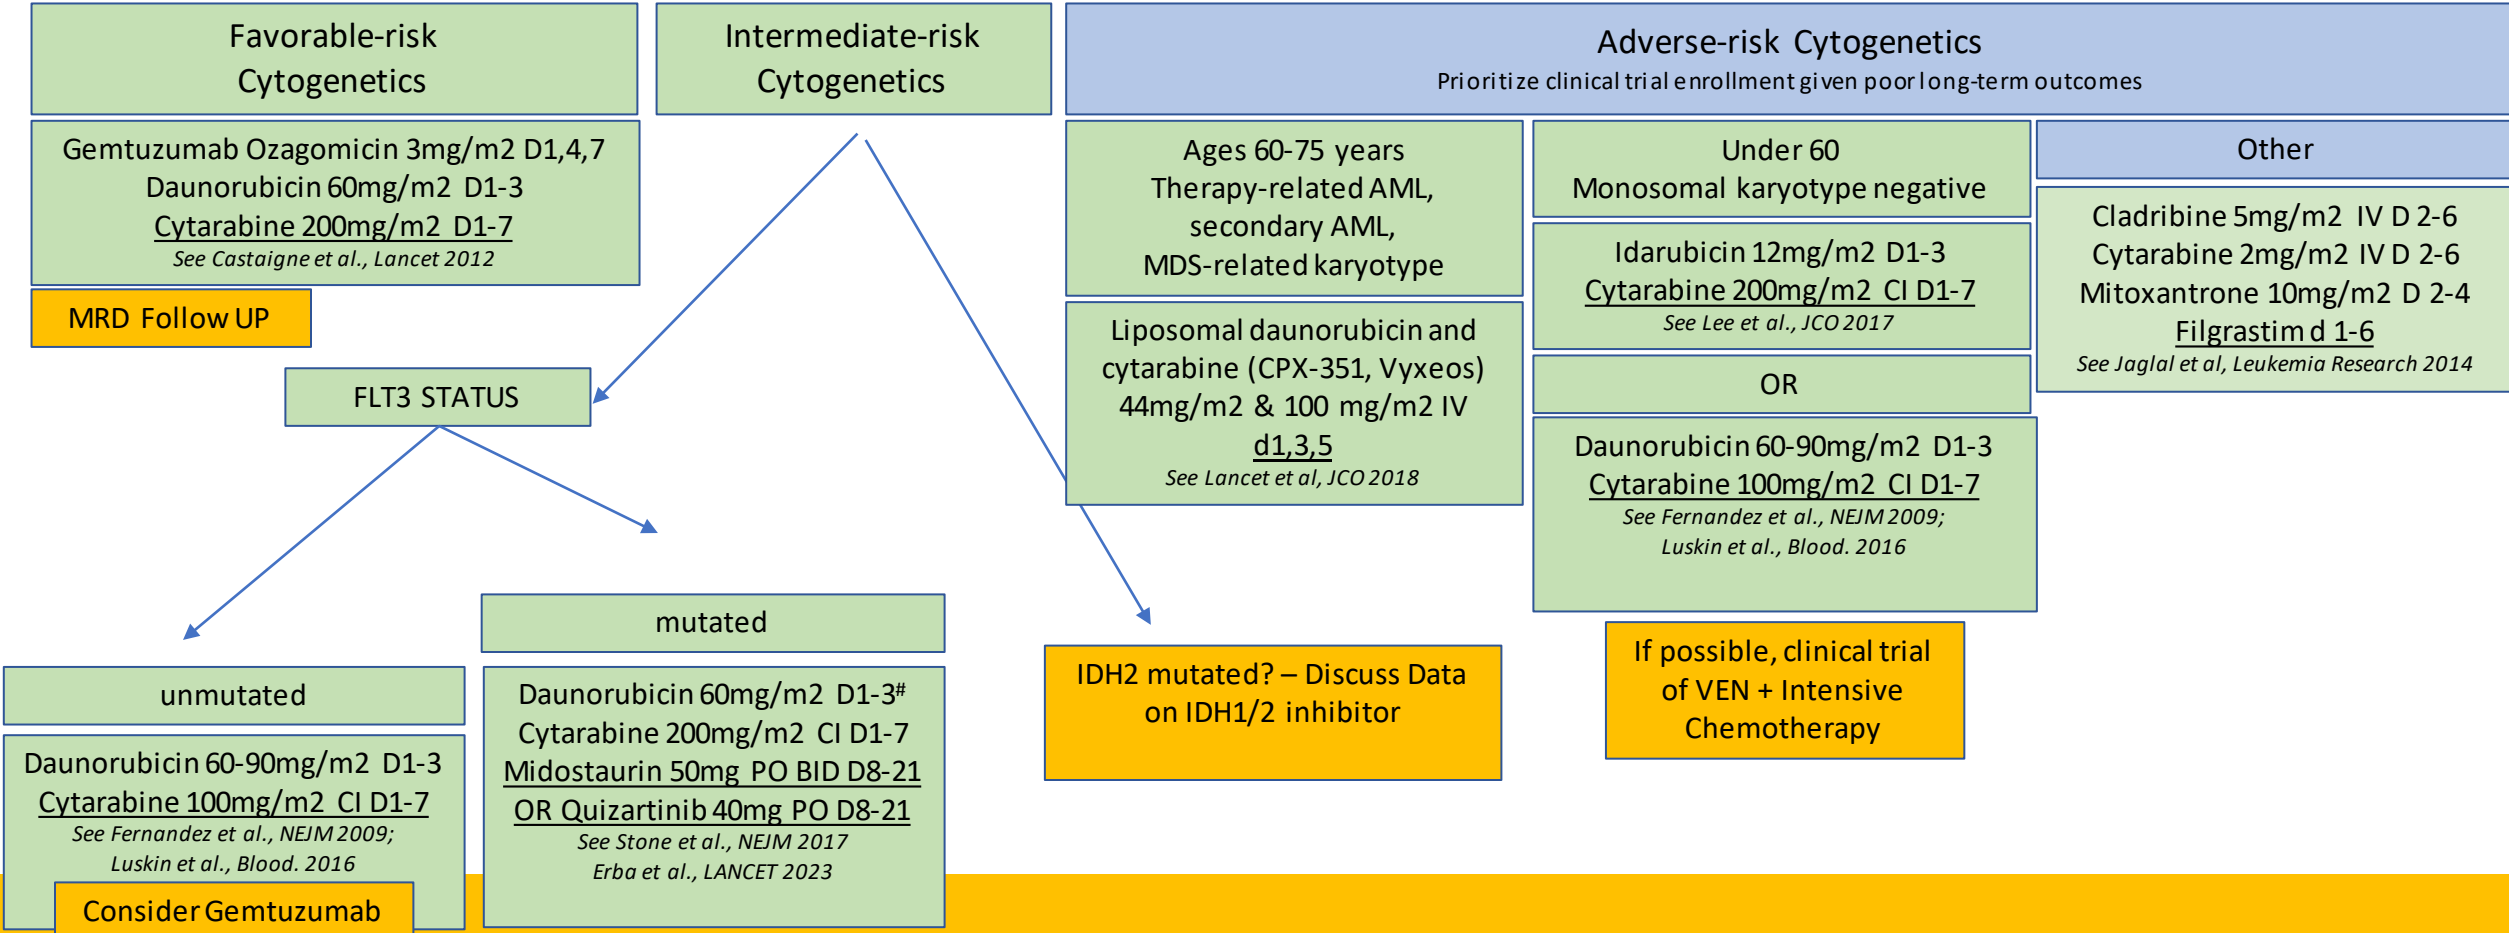 Favorable-risk
Cytogenetics
Gemtuzumab Ozagomicin 3mg/m2 D1,4,7
Daunorubicin 60mg/m2 D1-3
Cytarabine 200mg/m2 D1-7
See Castaigne et al., Lancet 2012
MRD Follow UP
Intermediate-risk
Cytogenetics
FLT3 STATUS
unmutated
Daunorubicin 60-90mg/m2 D1-3
Cytarabine 100mg/m2 CI D1-7
See Fernandez et al., NEJM 2009;
Luskin et al., Blood. 2016
Consider Gemtuzumab
mutated
Daunorubicin 60mg/m2 D1-3#
Cytarabine 200mg/m2 CI D1-7
Midostaurin 50mg PO BID D8-21
OR Quizartinib 40mg PO D8-21
See Stone et al., NEJM 2017
Erba et al., LANCET 2023
IDH2 mutated? – Discuss Data
on IDH1/2 inhibitor
Adverse-risk Cytogenetics
Prioritize clinical trial enrollment given poor long-term outcomes
Ages 60-75 years
Therapy-related AML,
secondary AML,
MDS-related karyotype
Liposomal daunorubicin and
cytarabine (CPX-351, Vyxeos)
44mg/m2 & 100 mg/m2 IV
d1,3,5
See Lancet et al, JCO 2018
Under 60
Monosomal karyotype negative
Idarubicin 12mg/m2 D1-3
Cytarabine 200mg/m2 CI D1-7
See Lee et al., JCO 2017
OR
Daunorubicin 60-90mg/m2 D1-3
Cytarabine 100mg/m2 CI D1-7
See Fernandez et al., NEJM 2009;
Luskin et al., Blood. 2016
If possible, clinical trial
of VEN + Intensive
Chemotherapy
Other
Cladribine 5mg/m2 IV D 2-6
Cytarabine 2mg/m2 IV D 2-6
Mitoxantrone 10mg/m2 D 2-4
Filgrastim d 1-6
See Jaglal et al, Leukemia Research 2014